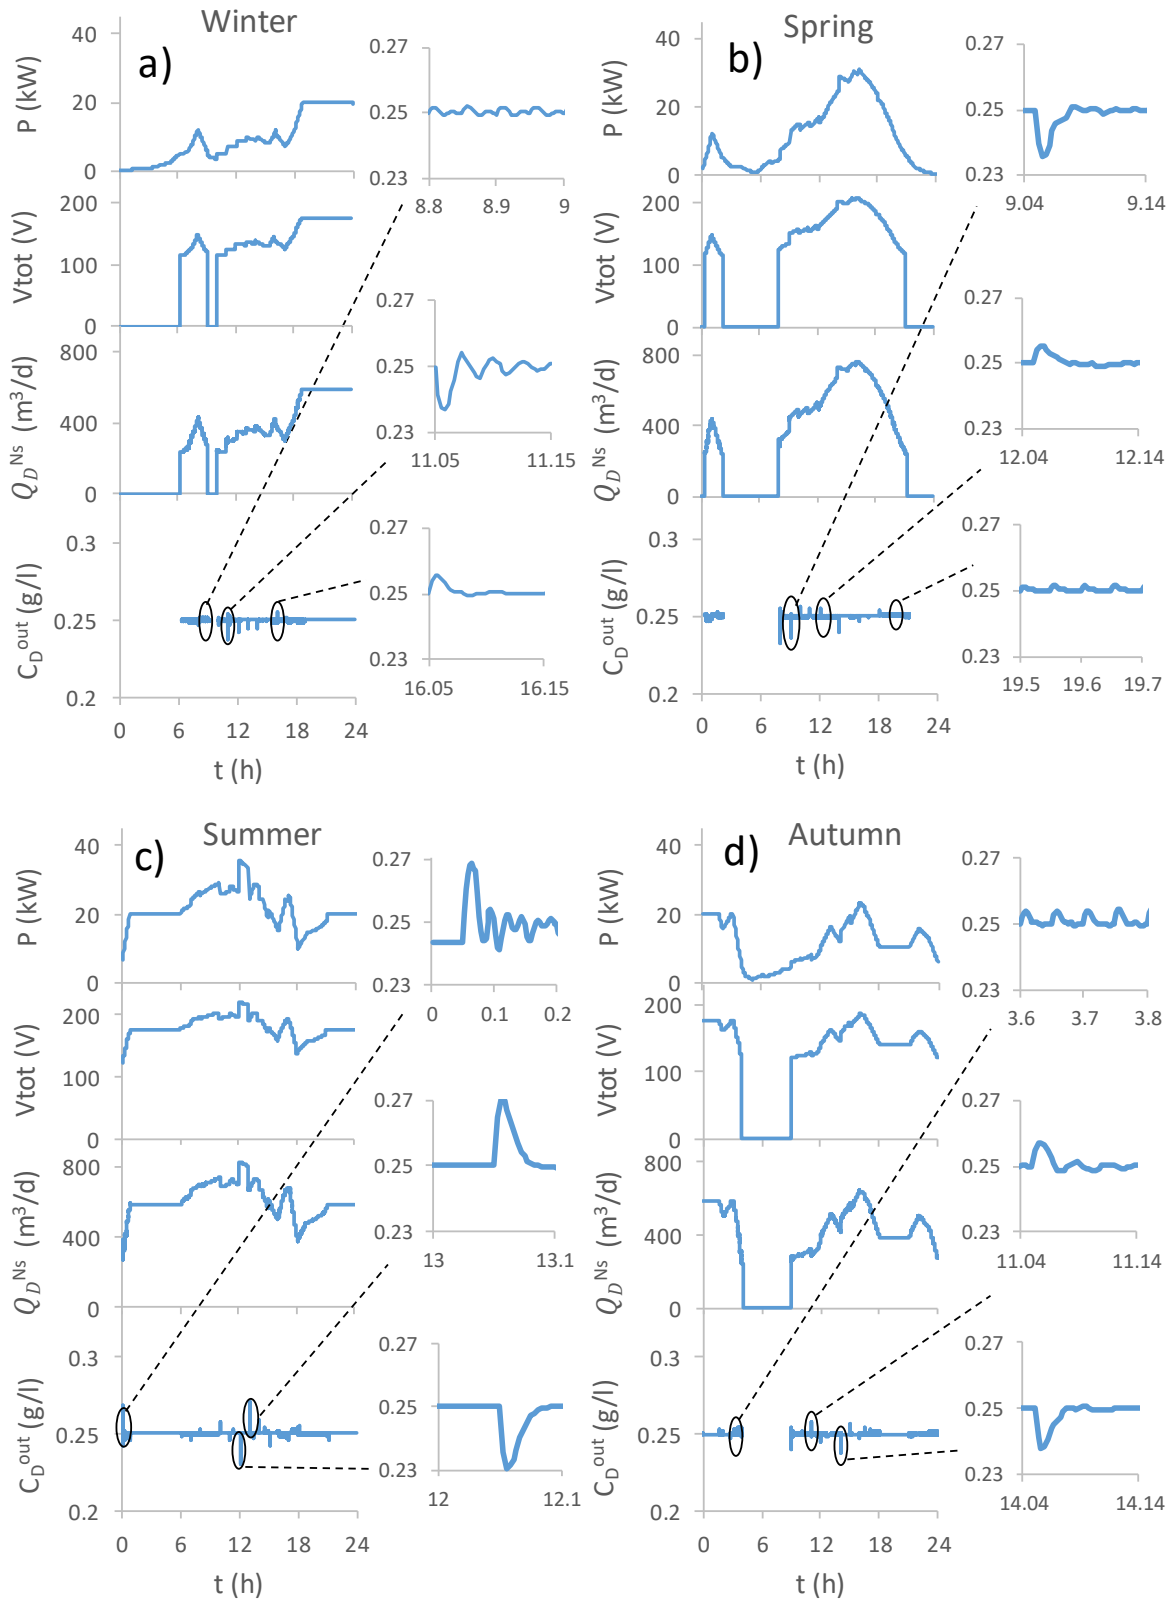 Winter
a)
P (kW)
40
20
0
Vtot (V)
200
100
0
Q_D^Ns (m³/d)
800
400
0
C_D^out (g/l)
0.3
0.25
0.2
0 6 12 18 24
t (h)
0.27
0.25
0.23
8.8 8.9 9
0.27
0.25
0.23
11.05 11.15
0.27
0.25
0.23
16.05 16.15
Spring
b)
P (kW)
40
20
0
Vtot (V)
200
100
0
Q_D^Ns (m³/d)
800
400
0
C_D^out (g/l)
0.3
0.25
0.2
0 6 12 18 24
t (h)
0.27
0.25
0.23
9.04 9.14
0.27
0.25
0.23
12.04 12.14
0.27
0.25
0.23
19.5 19.6 19.7
Summer
c)
P (kW)
40
20
0
Vtot (V)
200
100
0
Q_D^Ns (m³/d)
800
400
0
C_D^out (g/l)
0.3
0.25
0.2
0 6 12 18 24
t (h)
0.27
0.25
0.23
0 0.1 0.2
0.27
0.25
0.23
13 13.1
0.27
0.25
0.23
12 12.1
Autumn
d)
P (kW)
40
20
0
Vtot (V)
200
100
0
Q_D^Ns (m³/d)
800
400
0
C_D^out (g/l)
0.3
0.25
0.2
0 6 12 18 24
t (h)
0.27
0.25
0.23
3.6 3.7 3.8
0.27
0.25
0.23
11.04 11.14
0.27
0.25
0.23
14.04 14.14